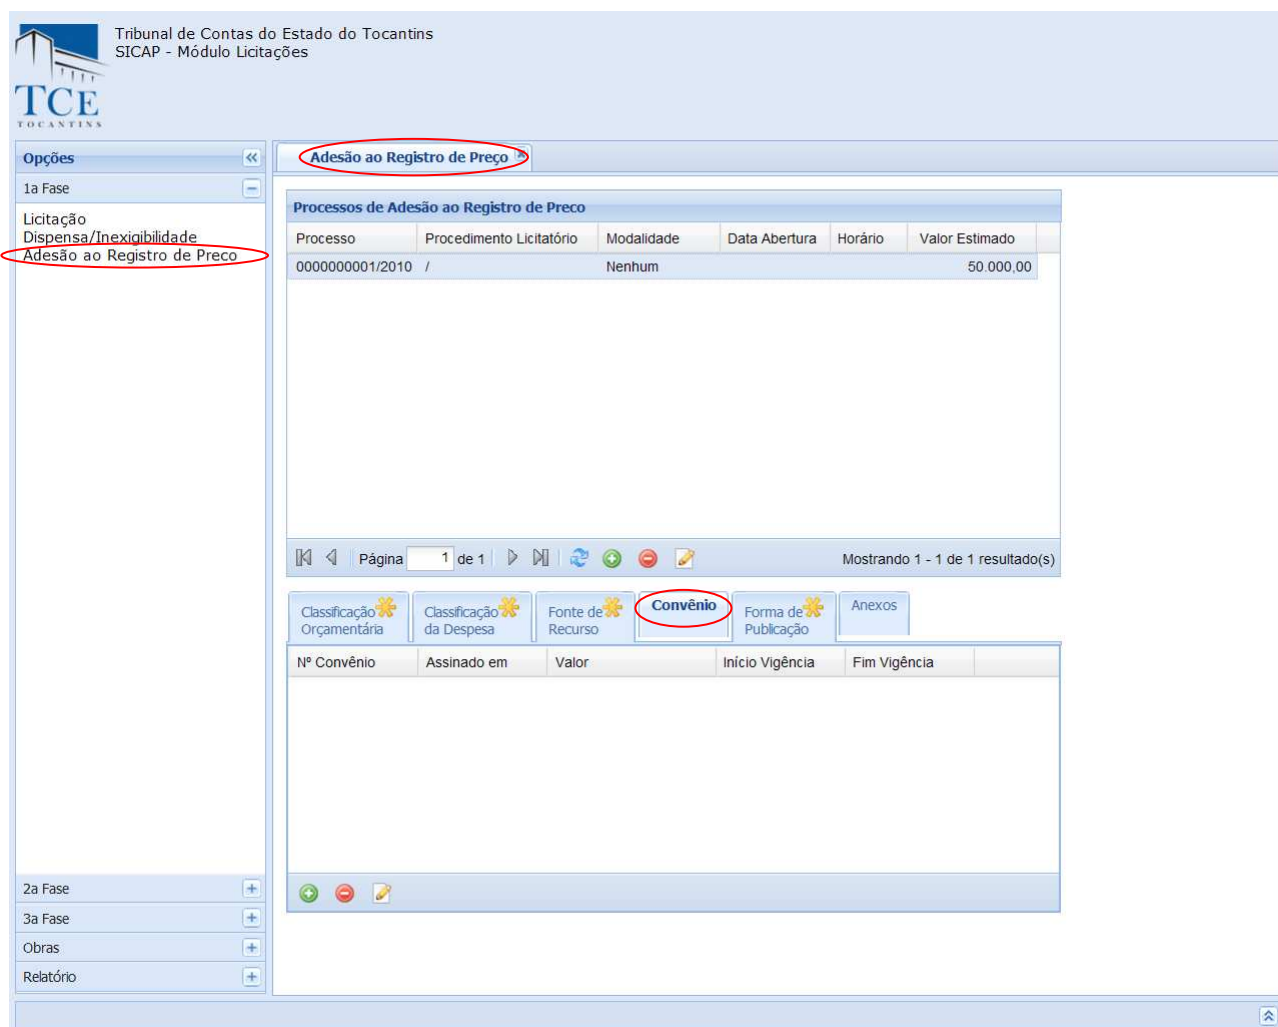 Tribunal de Contas do Estado do Tocantins
SICAP - Módulo Licitações
TCE
TOCANTINS
Opções
1a Fase
Licitação
Dispensa/Inexigibilidade
Adesão ao Registro de Preco
2a Fase
3a Fase
Obras
Relatório
Adesão ao Registro de Preço
Processos de Adesão ao Registro de Preco
Processo Procedimento Licitatório Modalidade Data Abertura Horário Valor Estimado
0000000001/2010 / Nenhum 50.000,00
Página 1 de 1 Mostrando 1 - 1 de 1 resultado(s)
Classificação Orçamentária
Classificação da Despesa
Fonte de Recurso
Convênio
Forma de Publicação
Anexos
Nº Convênio Assinado em Valor Início Vigência Fim Vigência